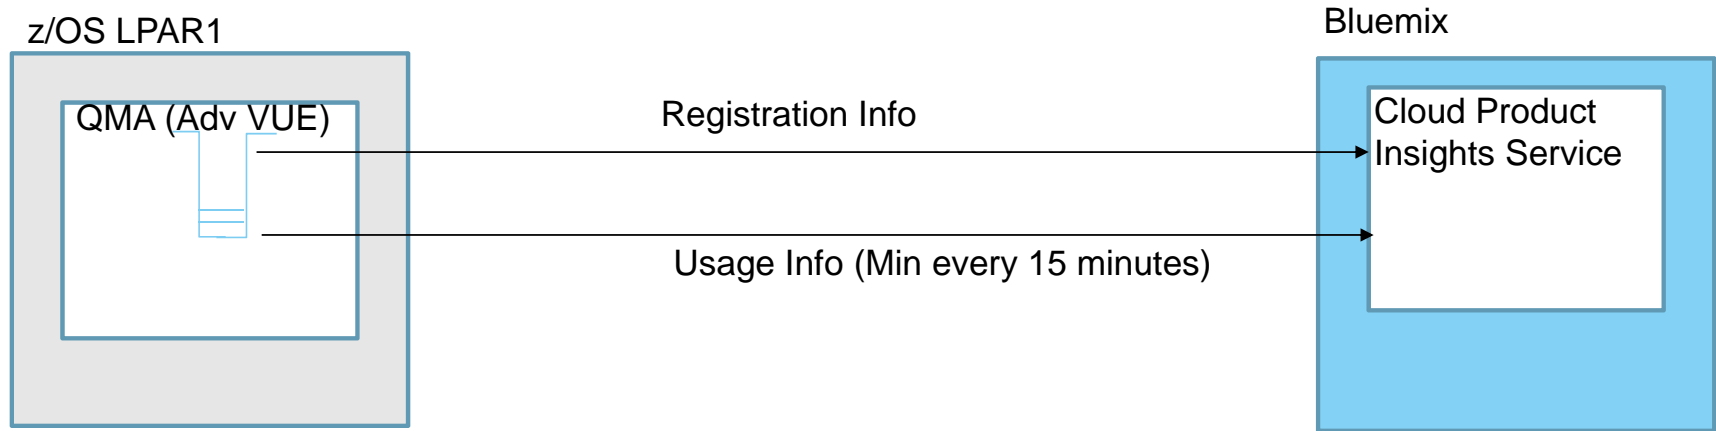 z/OS LPAR1
Bluemix
QMA (Adv VUE)
Registration Info
Cloud Product
Insights Service
Usage Info (Min every 15 minutes)